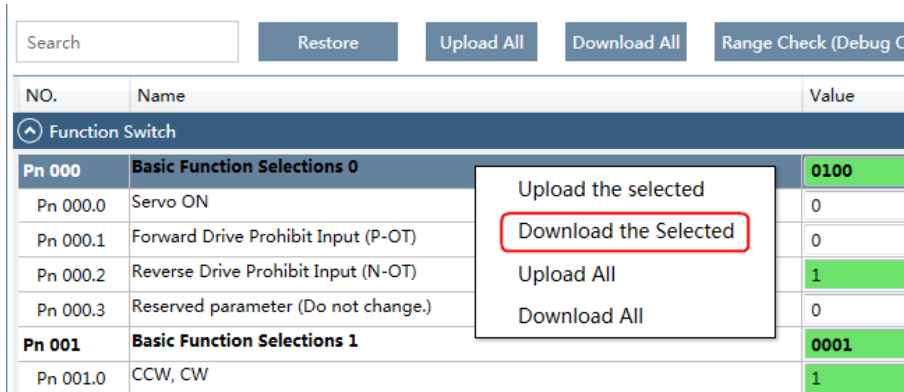 Search Restore Upload All Download All Range Check (Debug
NO. Name Value
Function Switch
Pn 000 Basic Function Selections 0 0100
Pn 000.0 Servo ON 0
Pn 000.1 Forward Drive Prohibit Input (P-OT) 0
Pn 000.2 Reverse Drive Prohibit Input (N-OT) 1
Pn 000.3 Reserved parameter (Do not change.) 0
Pn 001 Basic Function Selections 1 0001
Pn 001.0 CCW, CW 1
Upload the selected
Download the Selected
Upload All
Download All